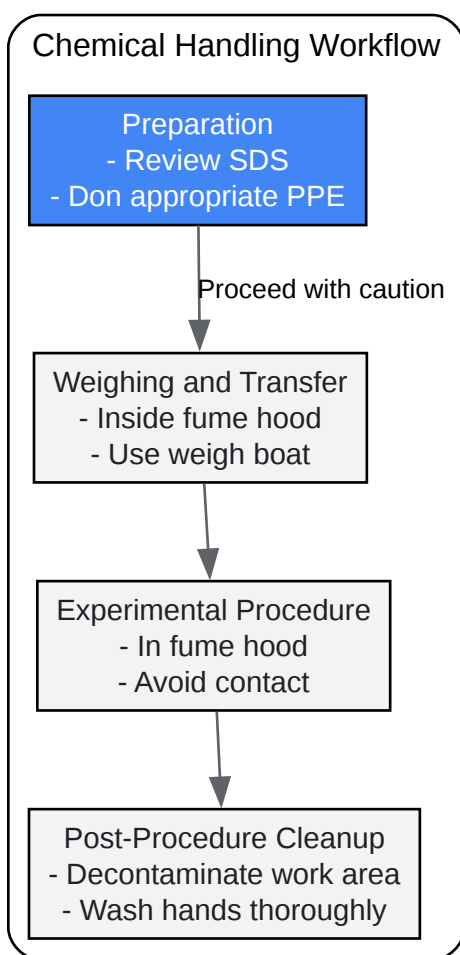 Chemical Handling Workflow
Preparation
- Review SDS
- Don appropriate PPE
Proceed with caution
Weighing and Transfer
- Inside fume hood
- Use weigh boat
Experimental Procedure
- In fume hood
- Avoid contact
Post-Procedure Cleanup
- Decontaminate work area
- Wash hands thoroughly